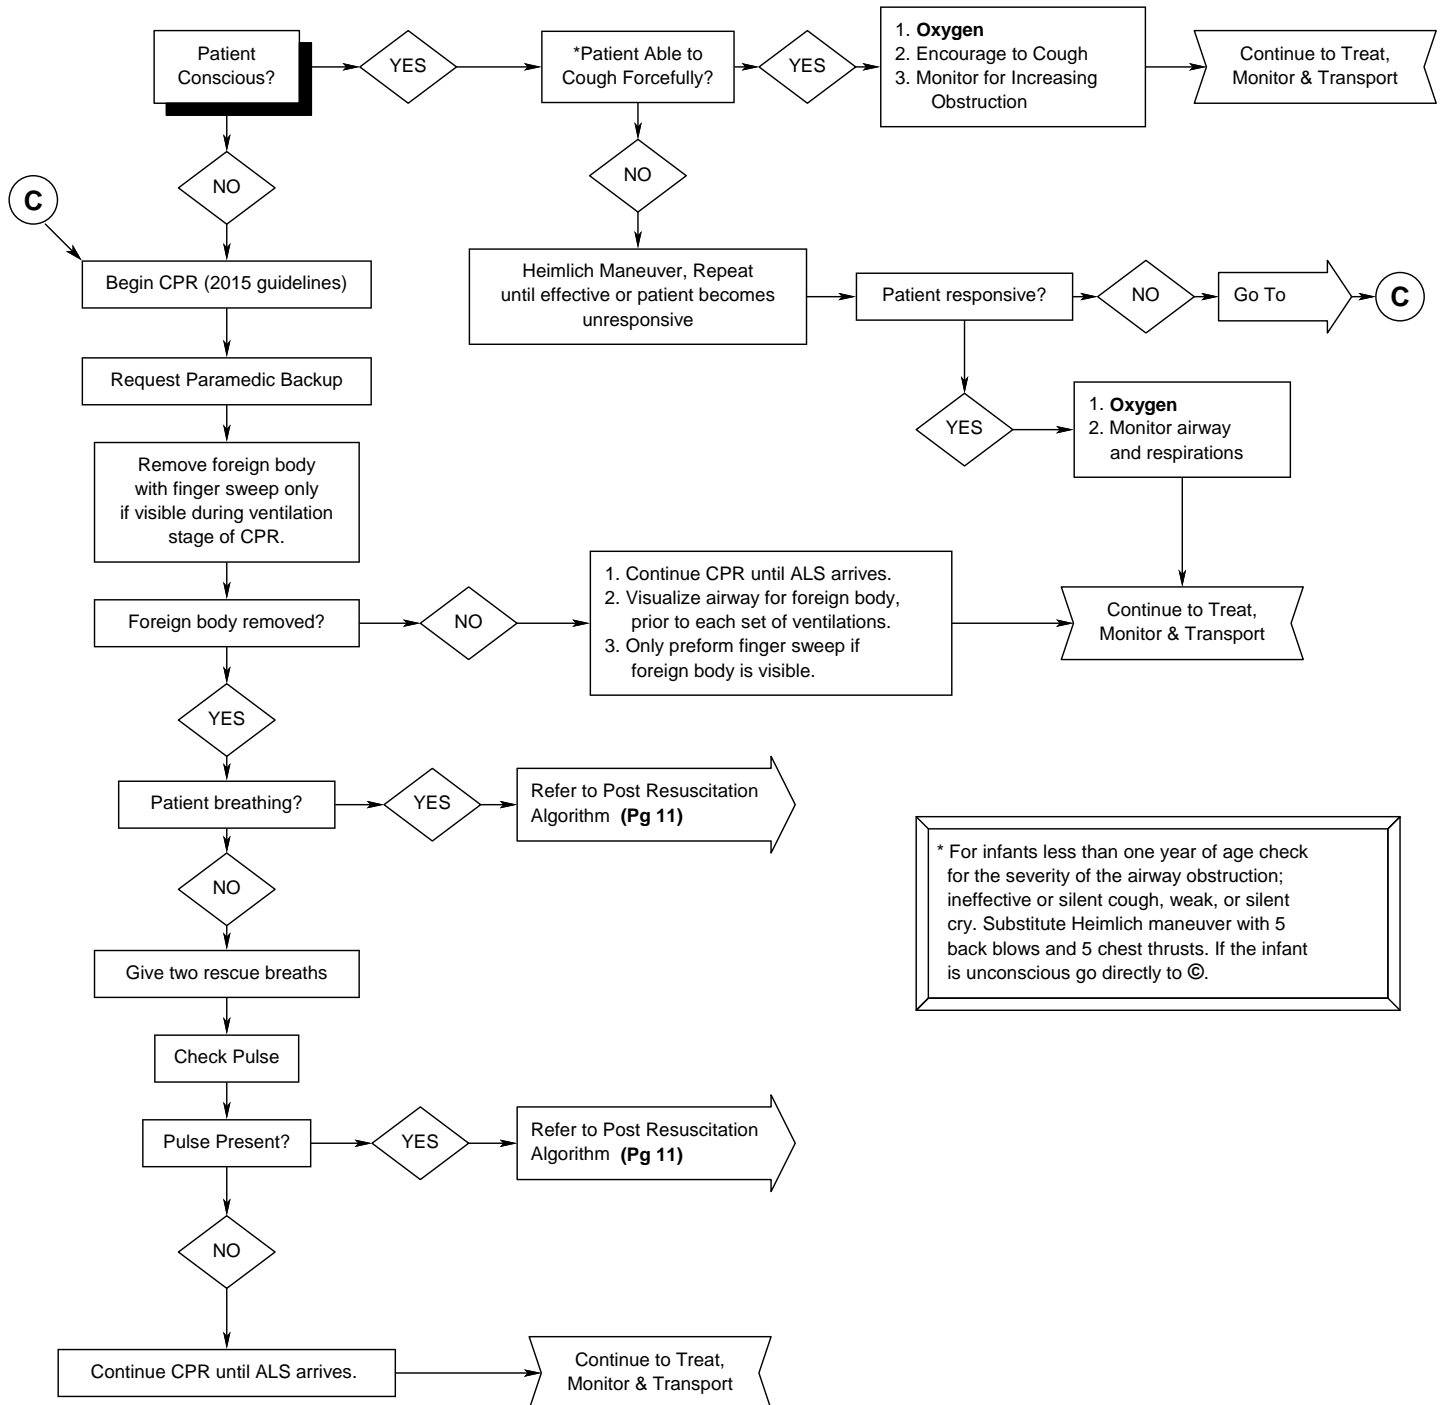 Patient
Conscious?
YES
*Patient Able to
Cough Forcefully?
YES
1. Oxygen
2. Encourage to Cough
3. Monitor for Increasing
Obstruction
Continue to Treat,
Monitor & Transport
NO
NO
C
Begin CPR (2015 guidelines)
Heimlich Maneuver, Repeat
until effective or patient becomes
unresponsive
Patient responsive?
NO
Go To
C
Request Paramedic Backup
YES
1. Oxygen
2. Monitor airway
and respirations
Remove foreign body
with finger sweep only
if visible during ventilation
stage of CPR.
Foreign body removed?
NO
1. Continue CPR until ALS arrives.
2. Visualize airway for foreign body,
prior to each set of ventilations.
3. Only preform finger sweep if
foreign body is visible.
Continue to Treat,
Monitor & Transport
YES
Patient breathing?
YES
Refer to Post Resuscitation
Algorithm (Pg 11)
NO
* For infants less than one year of age check
for the severity of the airway obstruction;
ineffective or silent cough, weak, or silent
cry. Substitute Heimlich maneuver with 5
back blows and 5 chest thrusts. If the infant
is unconscious go directly to ©.
Give two rescue breaths
Check Pulse
Pulse Present?
YES
Refer to Post Resuscitation
Algorithm (Pg 11)
NO
Continue CPR until ALS arrives.
Continue to Treat,
Monitor & Transport